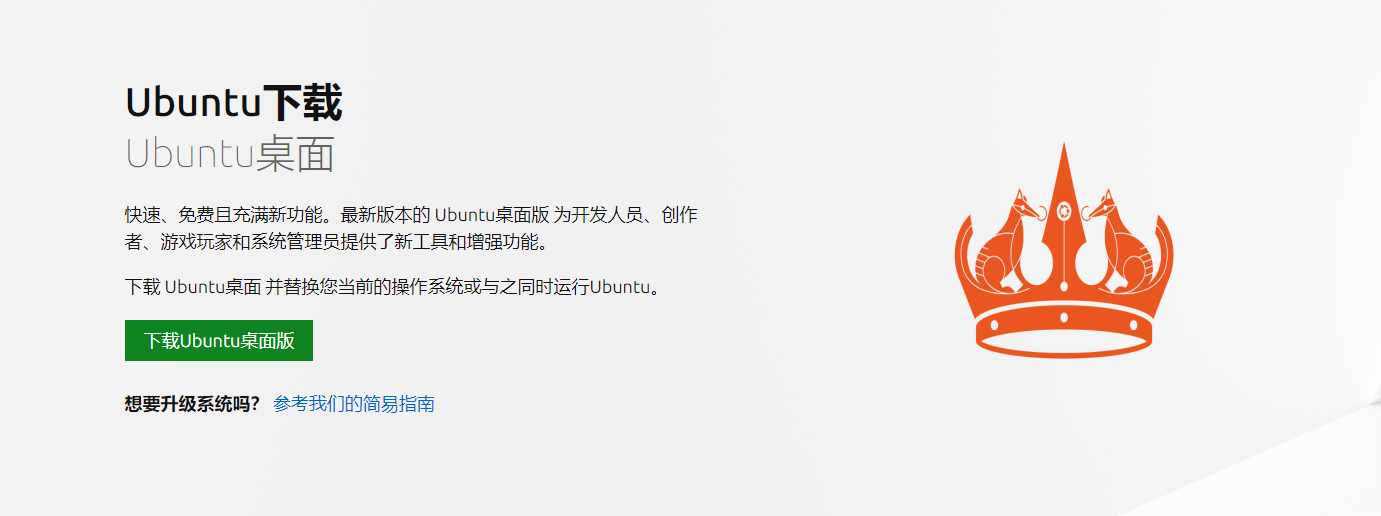 Ubuntu下载
Ubuntu桌面
快速、免费且充满新功能。最新版本的 Ubuntu桌面版 为开发人员、创作
者、游戏玩家和系统管理员提供了新工具和增强功能。
下载 Ubuntu桌面 并替换您当前的操作系统或与之同时运行Ubuntu。
下载Ubuntu桌面版
想要升级系统吗? 参考我们的简易指南